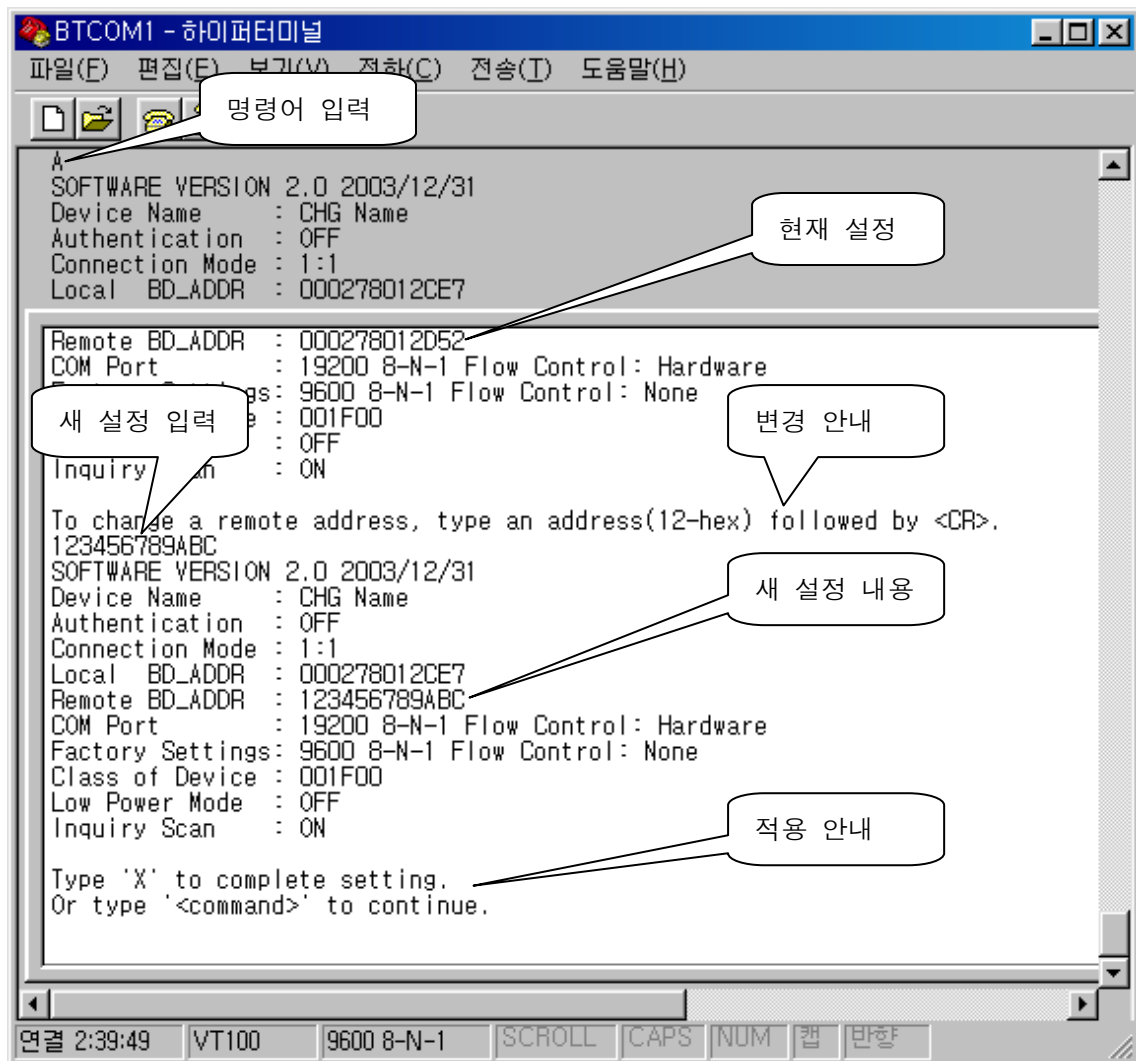 BTCOM1 - 하이퍼터미널
파일(F) 편집(E) 보기(V) 전화(C) 전송(T) 도움말(H)
명령어 입력
A
SOFTWARE VERSION 2.0 2003/12/31
Device Name : CHG Name
Authentication : OFF
Connection Mode : 1:1
Local BD_ADDR : 000278012CE7
현재 설정
Remote BD_ADDR : 000278012D52
COM Port : 19200 8-N-1 Flow Control: Hardware
gs: 9600 8-N-1 Flow Control: None
: 001F00
: OFF
Inquiry : ON
새 설정 입력
변경 안내
To change a remote address, type an address(12-hex) followed by <CR>.
123456789ABC
SOFTWARE VERSION 2.0 2003/12/31
Device Name : CHG Name
Authentication : OFF
Connection Mode : 1:1
Local BD_ADDR : 000278012CE7
Remote BD_ADDR : 123456789ABC
COM Port : 19200 8-N-1 Flow Control: Hardware
Factory Settings: 9600 8-N-1 Flow Control: None
Class of Device : 001F00
Low Power Mode : OFF
Inquiry Scan : ON
새 설정 내용
적용 안내
Type 'X' to complete setting.
Or type '<command>' to continue.
연결 2:39:49 VT100 9600 8-N-1 SCROLL CAPS NUM 캡 반향